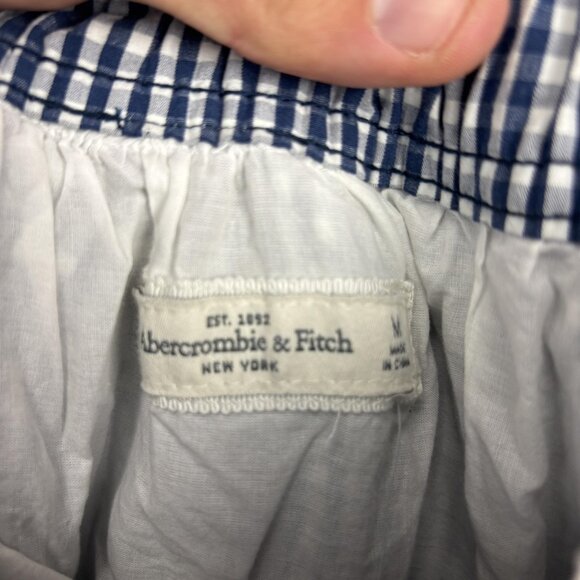 EST. 1892
Abercrombie & Fitch
NEW YORK
M
MADE
IN CHINA